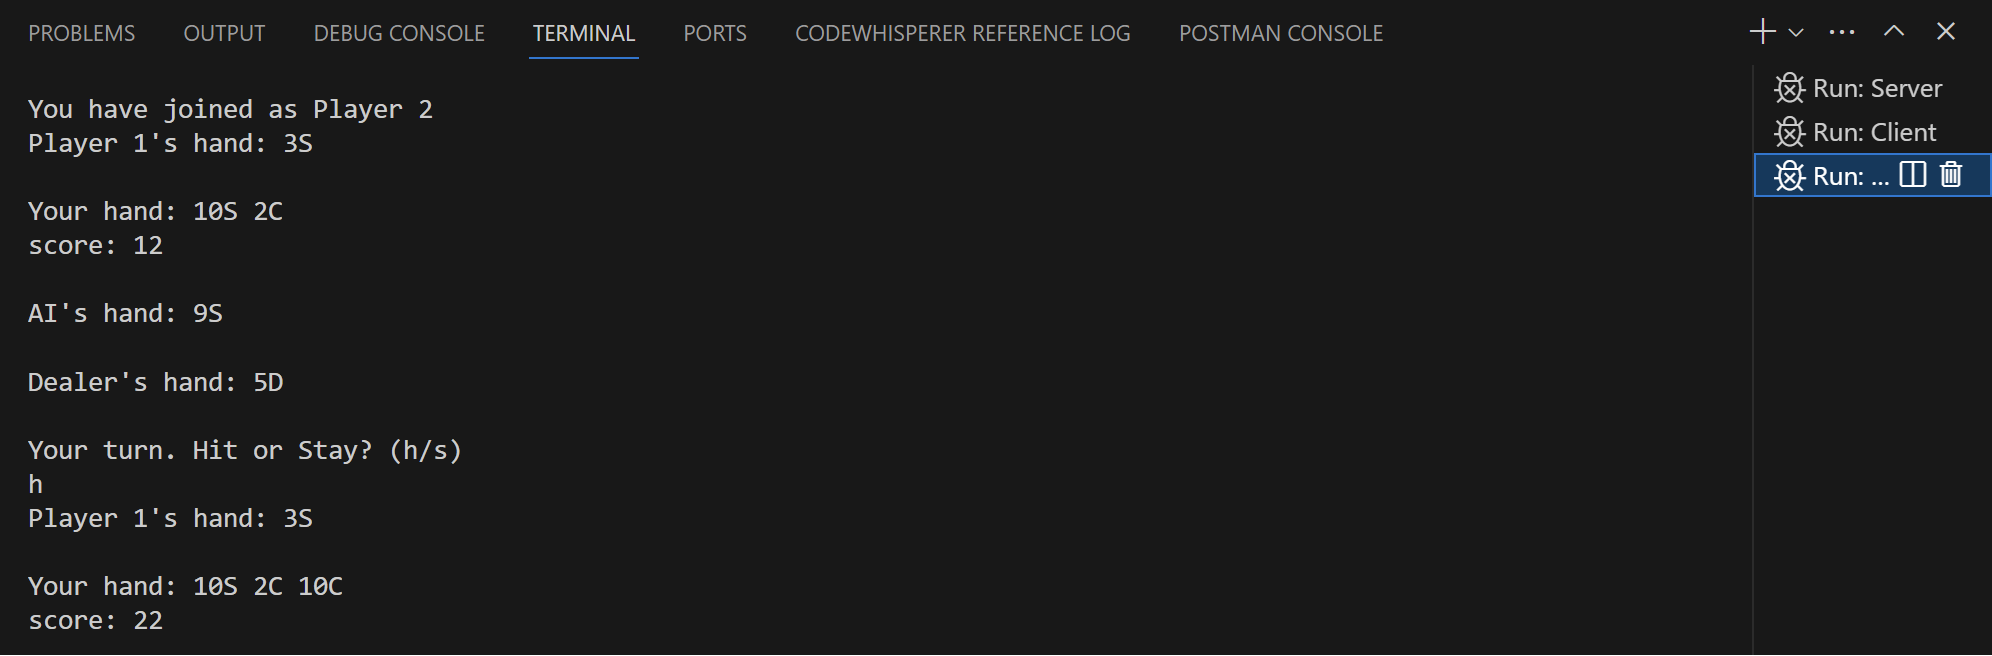 PROBLEMS OUTPUT DEBUG CONSOLE TERMINAL PORTS CODEWHISPERER REFERENCE LOG POSTMAN CONSOLE
You have joined as Player 2
Player 1's hand: 3S
Your hand: 10S 2C
score: 12
AI's hand: 9S
Dealer's hand: 5D
Your turn. Hit or Stay? (h/s)
h
Player 1's hand: 3S
Your hand: 10S 2C 10C
score: 22
Run: Server
Run: Client
Run: ...